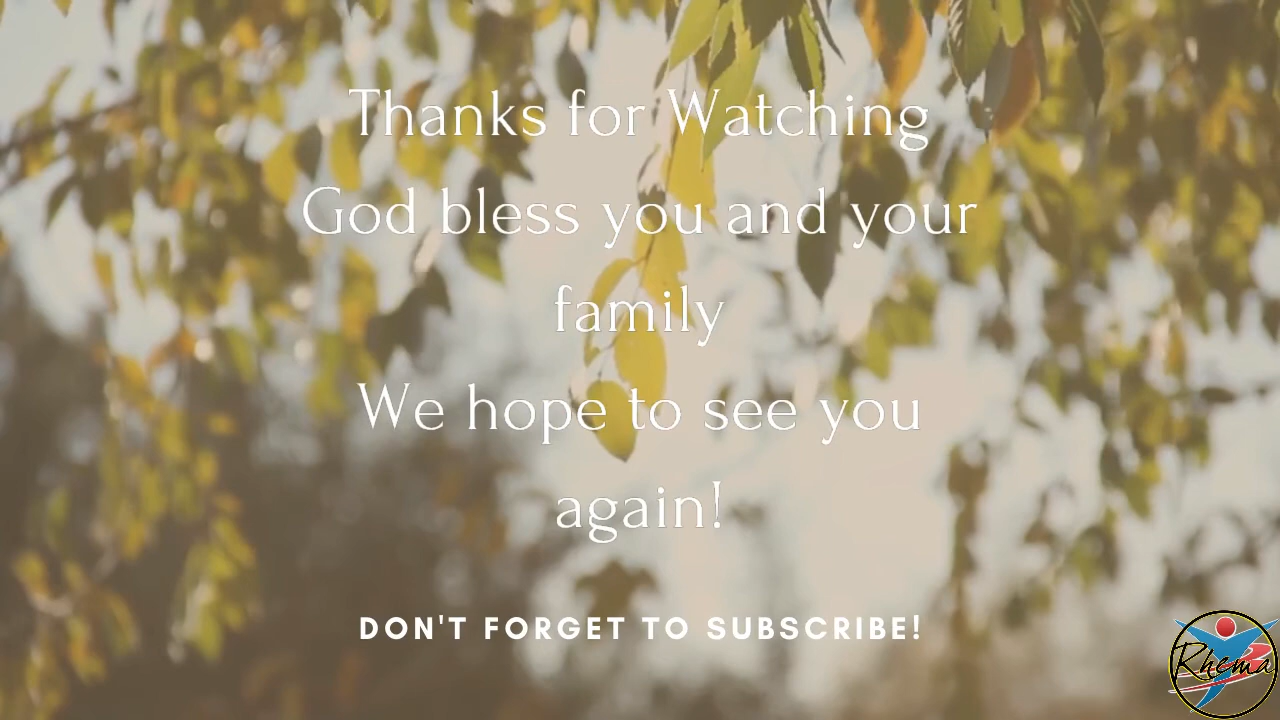 Thanks for Watching
God bless you and your
family
We hope to see you
again!
DON'T FORGET TO SUBSCRIBE!
Rhema